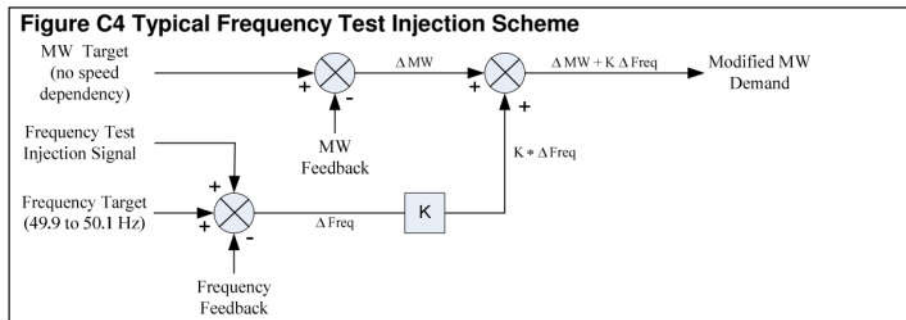 Figure C4 Typical Frequency Test Injection Scheme
MW Target
(no speed
dependency)
+
-
Δ MW
+
+
Δ MW + K Δ Freq
Modified MW
Demand
MW
Feedback
Frequency Test
Injection Signal
+
K * Δ Freq
Frequency Target
(49.9 to 50.1 Hz)
+
-
Δ Freq
K
Frequency
Feedback